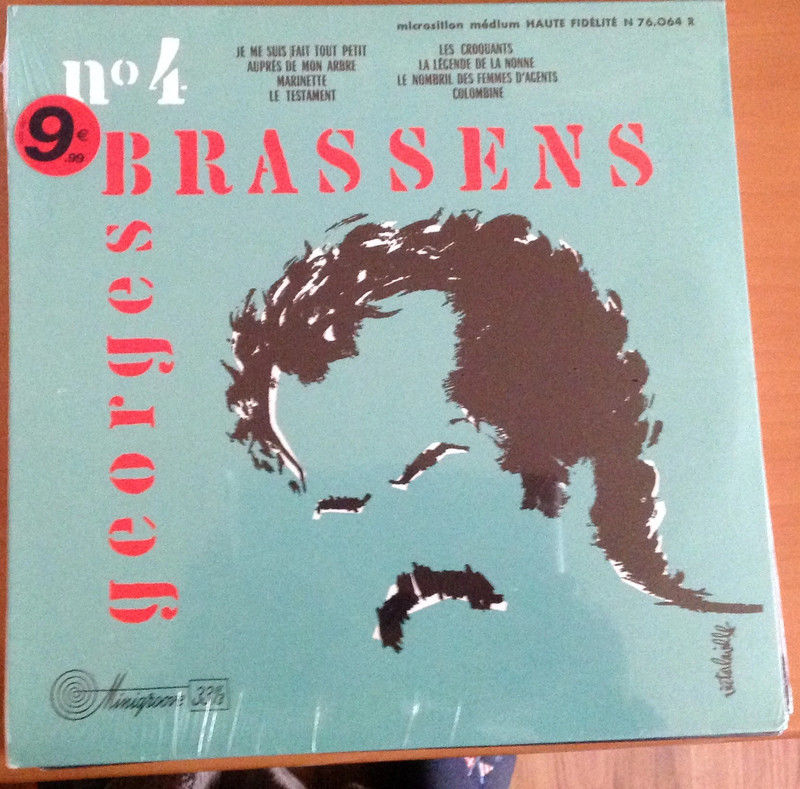 microsillon médium HAUTE FIDÉLITÉ N 76.064 R
nº 4
JE ME SUIS FAIT TOUT PETIT
AUPRÈS DE MON ARBRE
MARINETTE
LE TESTAMENT
LES CROQUANTS
LA LÉGENDE DE LA NONNE
LE NOMBRIL DES FEMMES D'AGENTS
COLOMBINE
9€
.99
georges
BRASSENS
Minigroove 33⅓